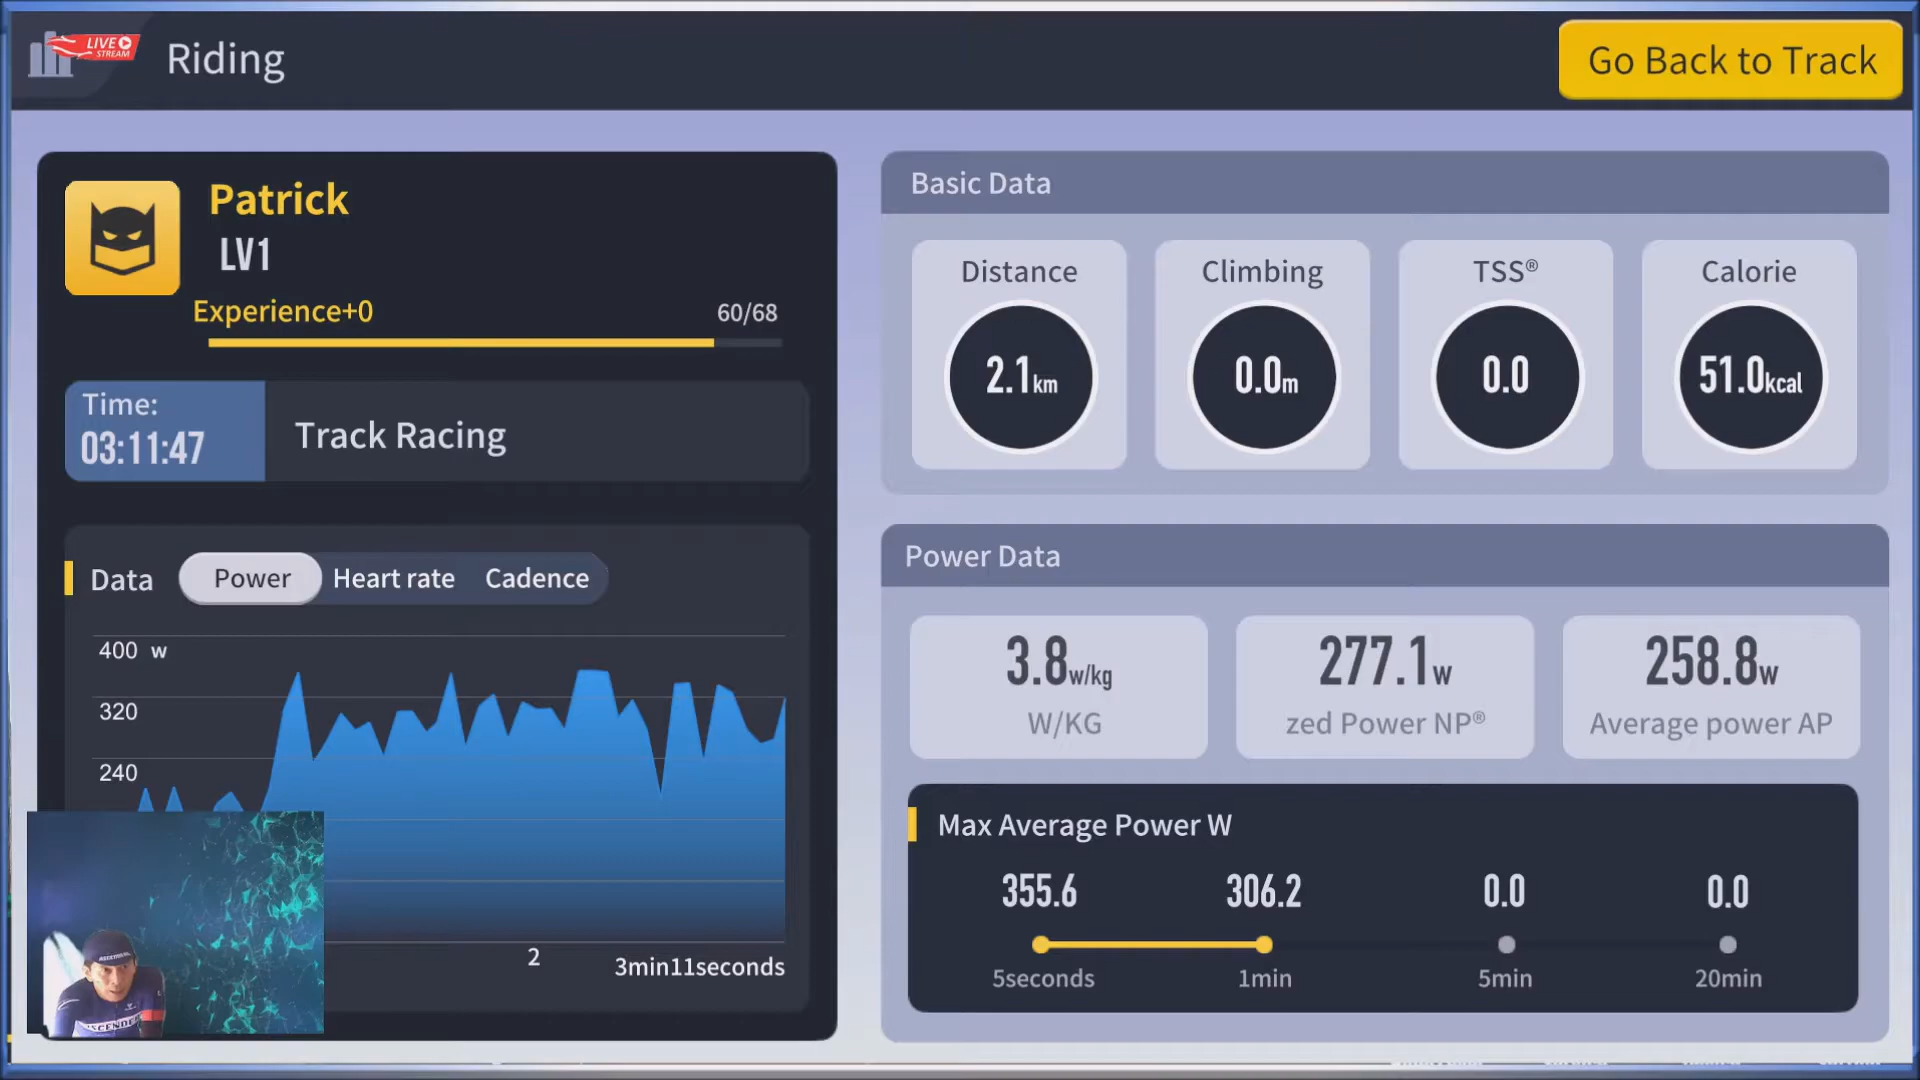 LIVE
STREAM
Riding
Go Back to Track
Patrick
LV1
Experience+0
60/68
Time:
03:11:47
Track Racing
Data
Power
Heart rate
Cadence
400 w
320
240
2
3min11seconds
Basic Data
Distance
2.1km
Climbing
0.0m
TSS®
0.0
Calorie
51.0kcal
Power Data
3.8w/kg
W/KG
277.1w
zed Power NP®
258.8w
Average power AP
Max Average Power W
355.6
306.2
0.0
0.0
5seconds
1min
5min
20min